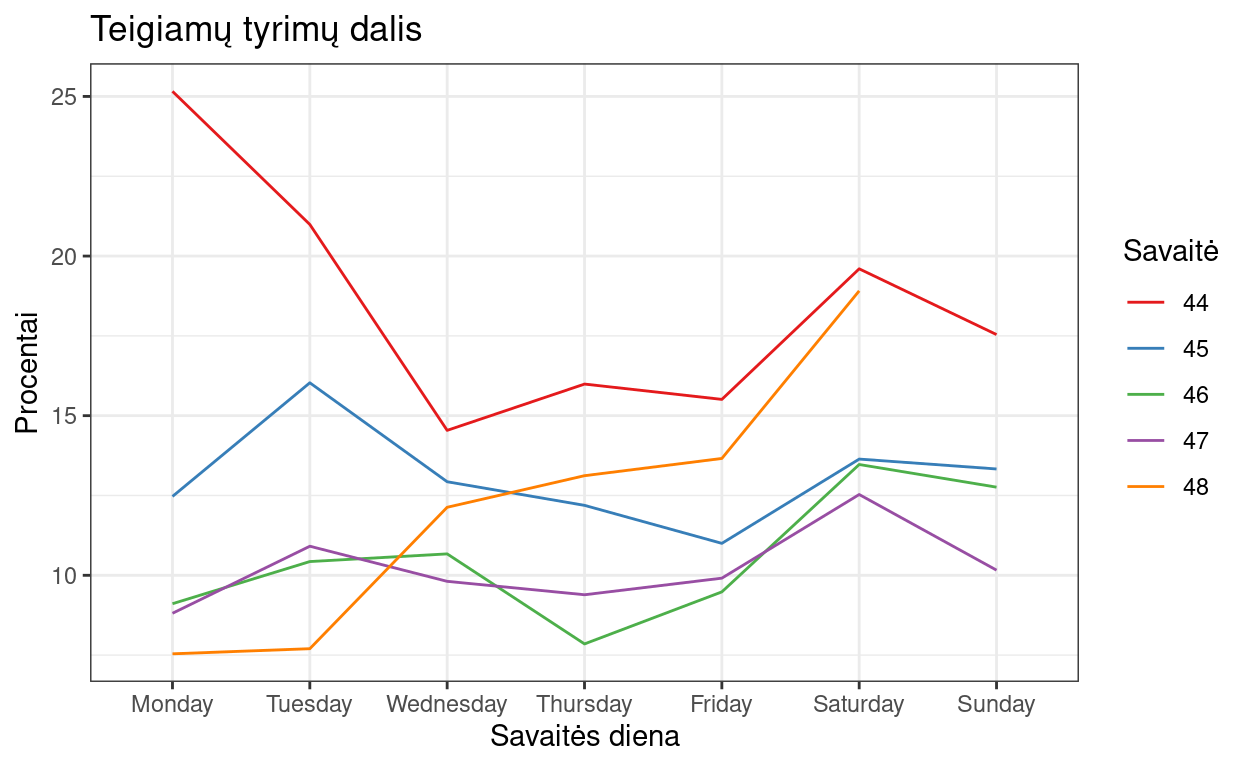 Teigiamų tyrimų dalis
25
20
15
10
Procentai
Monday Tuesday Wednesday Thursday Friday Saturday Sunday
Savaitės diena
Savaitė
44
45
46
47
48